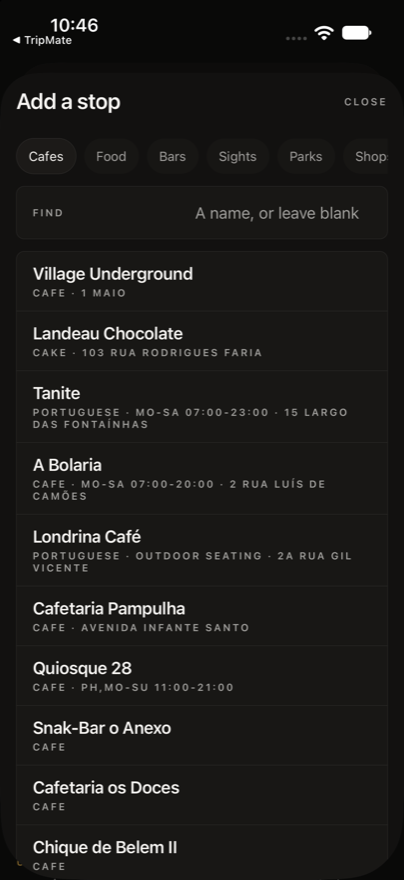 10:46
◀ TripMate
Add a stop
CLOSE
Cafes
Food
Bars
Sights
Parks
Shops
FIND
A name, or leave blank
Village Underground
CAFE · 1 MAIO
Landeau Chocolate
CAKE · 103 RUA RODRIGUES FARIA
Tanite
PORTUGUESE · MO-SA 07:00-23:00 · 15 LARGO
DAS FONTAÍNHAS
A Bolaria
CAFE · MO-SA 07:00-20:00 · 2 RUA LUÍS DE
CAMÕES
Londrina Café
PORTUGUESE · OUTDOOR SEATING · 2A RUA GIL
VICENTE
Cafetaria Pampulha
CAFE · AVENIDA INFANTE SANTO
Quiosque 28
CAFE · PH,MO-SU 11:00-21:00
Snak-Bar o Anexo
CAFE
Cafetaria os Doces
CAFE
Chique de Belem II
CAFE